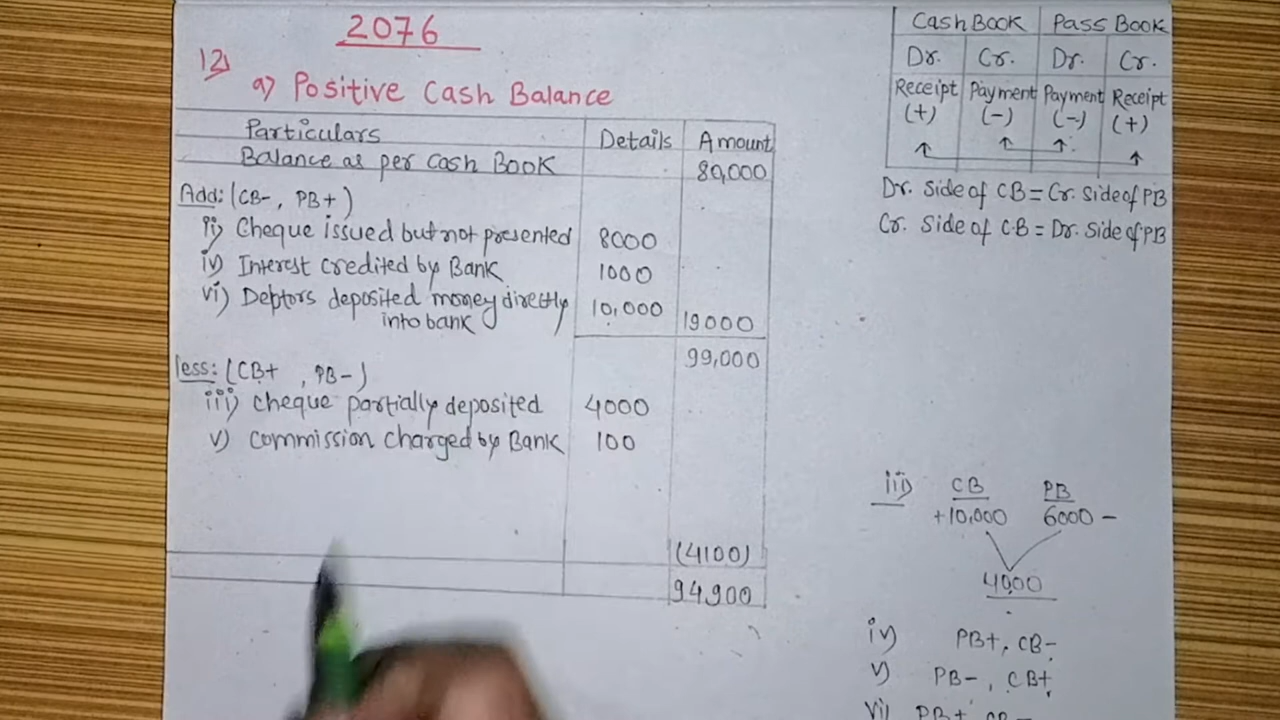 2076
12)
a) Positive Cash Balance
Particulars Details Amount
Balance as per Cash Book 80,000
Add: (CB-, PB+)
ii) Cheque issued but not presented 8000
iv) Interest credited by Bank 1000
vi) Debtors deposited money directly into bank 10,000 19000
99,000
less: (CB+ , PB-)
iii) cheque partially deposited 4000
v) commission charged by Bank 100
(4100)
94900
Cash Book Pass Book
Dr. Cr. Dr. Cr.
Receipt Payment Payment Receipt
(+) (-) (-) (+)
Dr. Side of CB = Cr. Side of PB
Cr. Side of C.B = Dr. Side of PB
iii) CB PB
+10,000 6000 -
4000
iv) PB+, CB-
v) PB-, CB+
vi) PB+